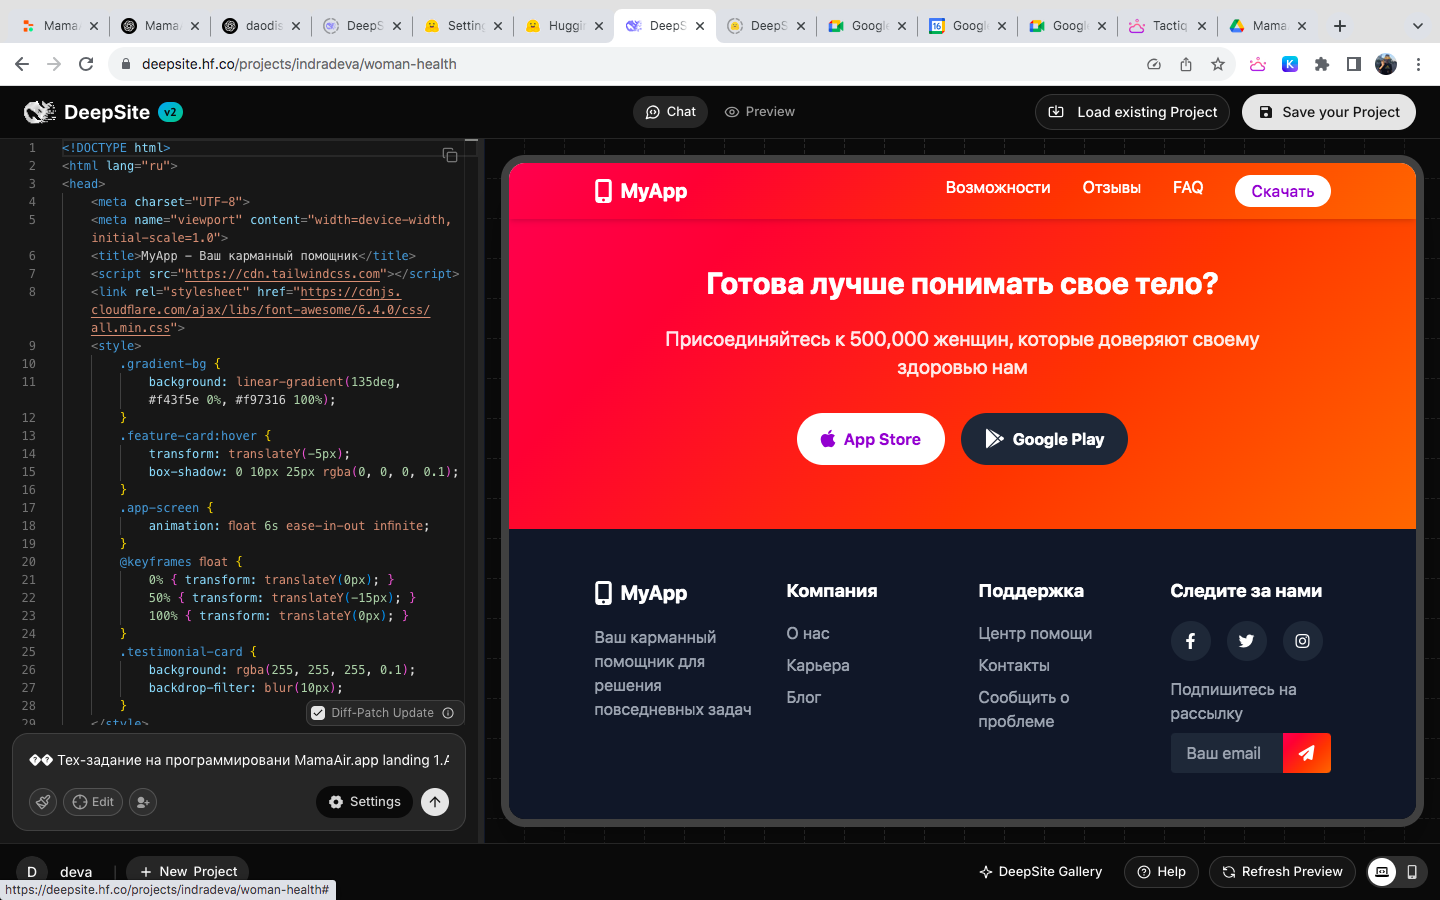 Mama
Mama
daodis
DeepS
Setting
Huggin
DeepS
DeepS
Google
Google
Google
Tactiq
Mama
deepsite.hf.co/projects/indradeva/woman-health
DeepSite v2
Chat
Preview
Load existing Project
Save your Project
1 <!DOCTYPE html>
2 <html lang="ru">
3 <head>
4 <meta charset="UTF-8">
5 <meta name="viewport" content="width=device-width,
initial-scale=1.0">
6 <title>MyApp - Ваш карманный помощник</title>
7 <script src="https://cdn.tailwindcss.com"></script>
8 <link rel="stylesheet" href="https://cdnjs.
cloudflare.com/ajax/libs/font-awesome/6.4.0/css/
all.min.css">
9 <style>
10 .gradient-bg {
11 background: linear-gradient(135deg,
#f43f5e 0%, #f97316 100%);
12 }
13 .feature-card:hover {
14 transform: translateY(-5px);
15 box-shadow: 0 10px 25px rgba(0, 0, 0, 0.1);
16 }
17 .app-screen {
18 animation: float 6s ease-in-out infinite;
19 }
20 @keyframes float {
21 0% { transform: translateY(0px); }
22 50% { transform: translateY(-15px); }
23 100% { transform: translateY(0px); }
24 }
25 .testimonial-card {
26 background: rgba(255, 255, 255, 0.1);
27 backdrop-filter: blur(10px);
28 }
29 </style>
Diff-Patch Update
�� Тех-задание на программировани MamaAir.app landing 1.
Edit
Settings
MyApp
Возможности
Отзывы
FAQ
Скачать
Готова лучше понимать свое тело?
Присоединяйтесь к 500,000 женщин, которые доверяют своему
здоровью нам
App Store
Google Play
MyApp
Ваш карманный
помощник для
решения
повседневных задач
Компания
О нас
Карьера
Блог
Поддержка
Центр помощи
Контакты
Сообщить о
проблеме
Следите за нами
Подпишитесь на
рассылку
Ваш email
D deva
+ New Project
DeepSite Gallery
Help
Refresh Preview
https://deepsite.hf.co/projects/indradeva/woman-health#